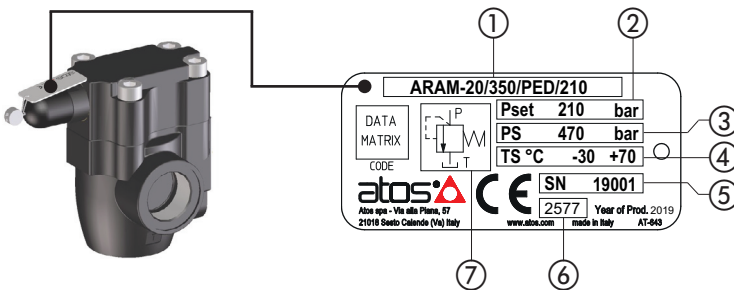 ① ②
ARAM-20/350/PED/210
Pset 210 bar
PS 470 bar ③
TS °C -30 +70 ④
SN 19001 ⑤
DATA
MATRIX
CODE
P
T
atos CE
Atos spa - Via alla Piana, 57
21018 Sesto Calende (Va) Italy
2577 Year of Prod. 2019
www.atos.com made in Italy AT-643
⑦ ⑥